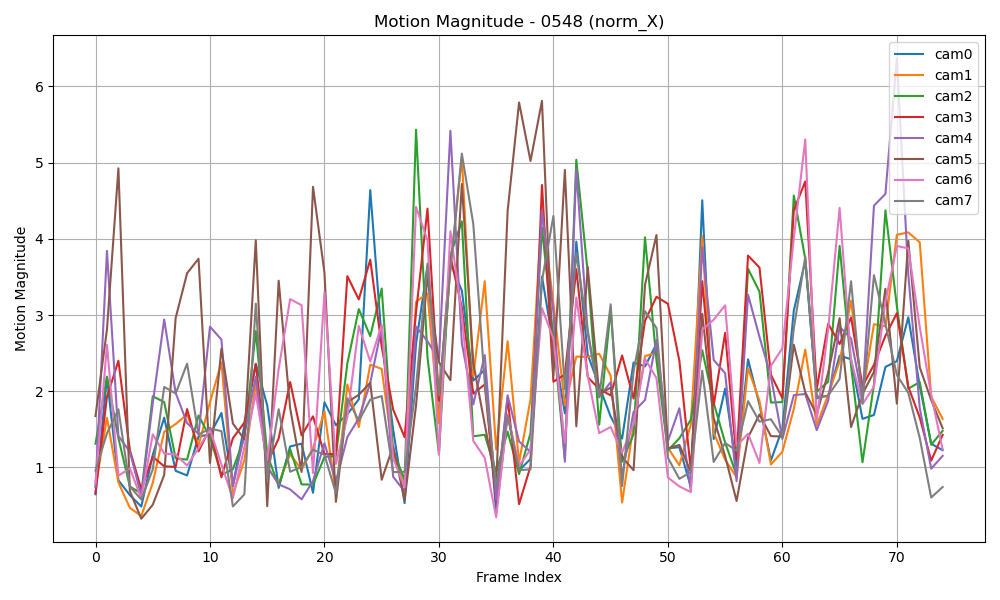 Motion Magnitude - 0548 (norm_X)
Motion Magnitude
6
5
4
3
2
1
0
10
20
30
40
50
60
70
Frame Index
cam0
cam1
cam2
cam3
cam4
cam5
cam6
cam7